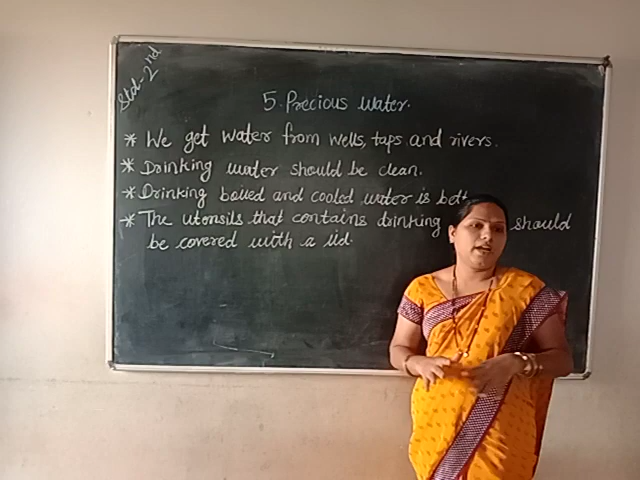 Std-2nd
5. Precious Water.
* We get water from wells, taps and rivers.
* Drinking water should be clean.
* Drinking boiled and cooled water is bett
* The utensils that contains drinking should
be covered with a lid.